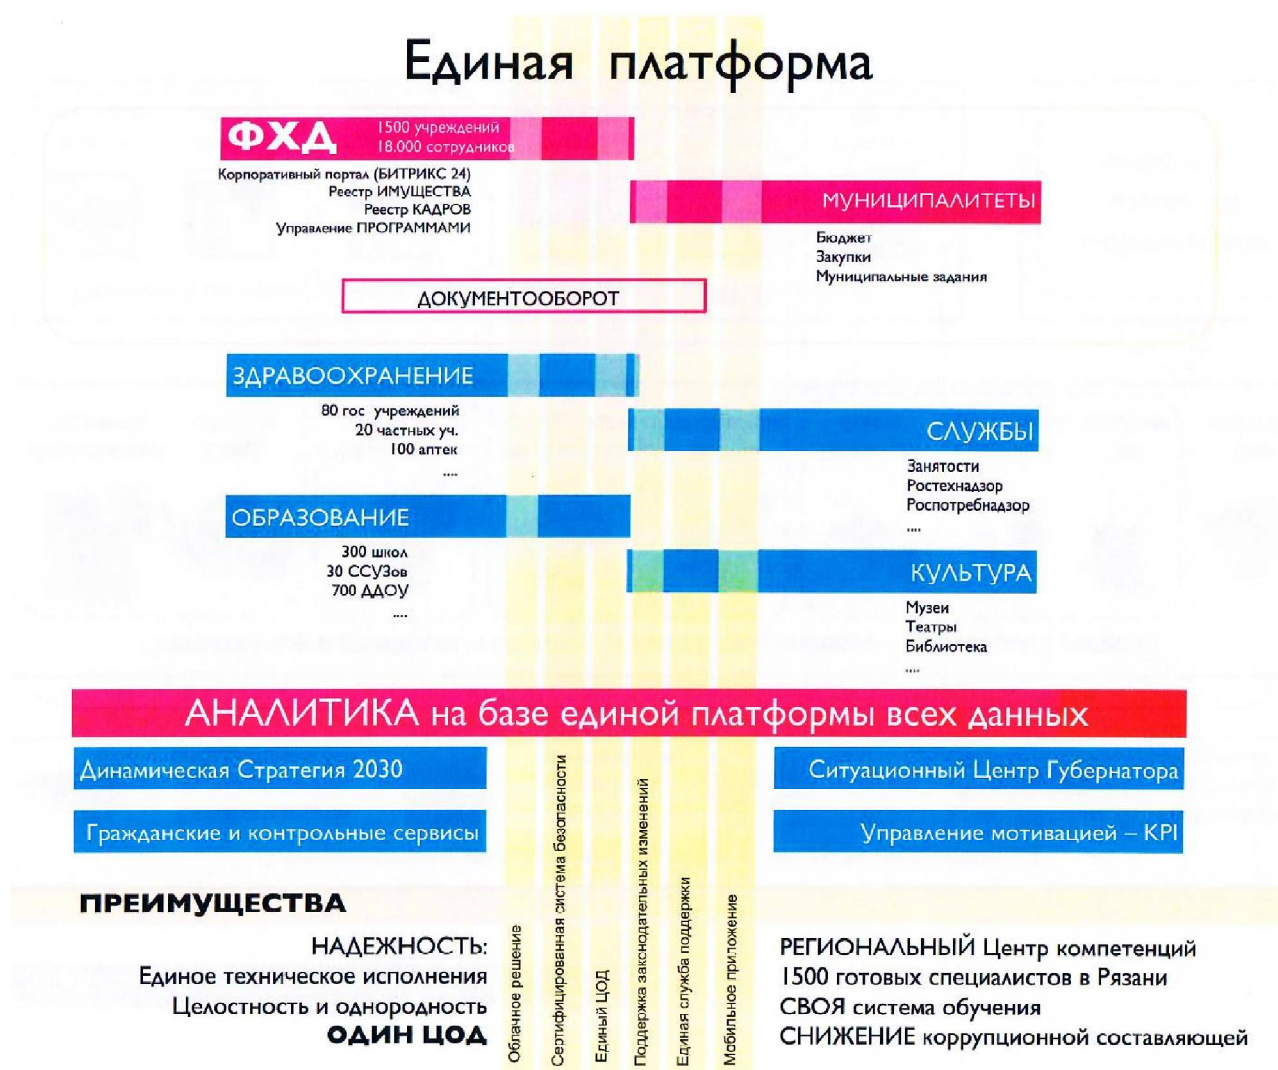 Единая платформа
ФХД
1500 учреждений
18.000 сотрудников
Корпоративный портал (БИТРИКС 24)
Реестр ИМУЩЕСТВА
Реестр КАДРОВ
Управление ПРОГРАММАМИ
МУНИЦИПАЛИТЕТЫ
Бюджет
Закупки
Муниципальные задания
ДОКУМЕНТООБОРОТ
ЗДРАВООХРАНЕНИЕ
80 гос учреждений
20 частных уч.
100 аптек
....
СЛУЖБЫ
Занятости
Ростехнадзор
Роспотребнадзор
....
ОБРАЗОВАНИЕ
300 школ
30 ССУЗов
700 ДДОУ
....
КУЛЬТУРА
Музеи
Театры
Библиотека
....
АНАЛИТИКА на базе единой платформы всех данных
Динамическая Стратегия 2030
Гражданские и контрольные сервисы
Ситуационный Центр Губернатора
Управление мотивацией – KPI
Облачное решение
Сертифицированная система безопасности
Единый ЦОД
Поддержка закснодательных изменений
Единая служба поддержки
Мобильное приложение
ПРЕИМУЩЕСТВА
НАДЕЖНОСТЬ:
Единое техническое исполнения
Целостность и однородность
ОДИН ЦОД
РЕГИОНАЛЬНЫЙ Центр компетенций
1500 готовых специалистов в Рязани
СВОЯ система обучения
СНИЖЕНИЕ коррупционной составляющей